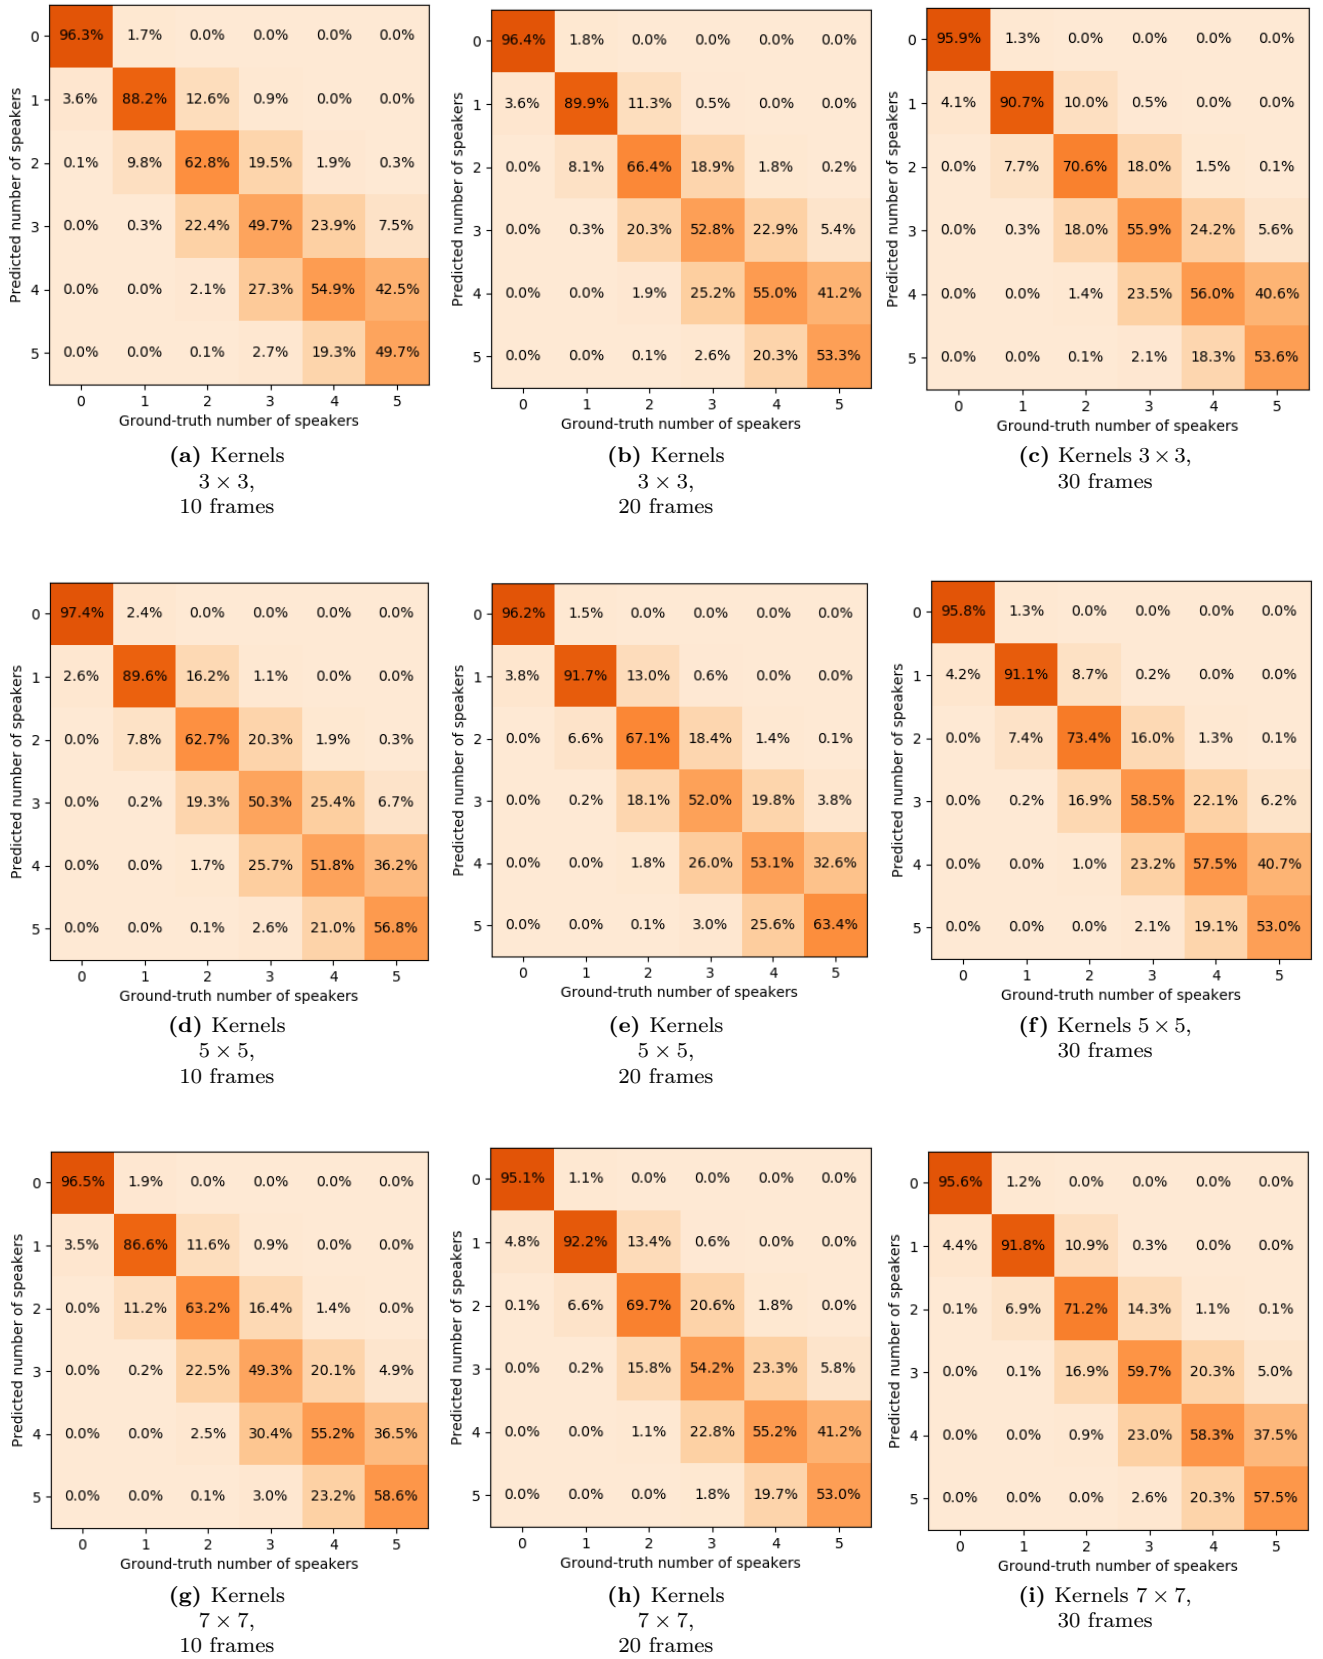 Predicted number of speakers
0 96.3% 1.7% 0.0% 0.0% 0.0% 0.0%
1 3.6% 88.2% 12.6% 0.9% 0.0% 0.0%
2 0.1% 9.8% 62.8% 19.5% 1.9% 0.3%
3 0.0% 0.3% 22.4% 49.7% 23.9% 7.5%
4 0.0% 0.0% 2.1% 27.3% 54.9% 42.5%
5 0.0% 0.0% 0.1% 2.7% 19.3% 49.7%
0 1 2 3 4 5
Ground-truth number of speakers
(a) Kernels
3 × 3,
10 frames
Predicted number of speakers
0 96.4% 1.8% 0.0% 0.0% 0.0% 0.0%
1 3.6% 89.9% 11.3% 0.5% 0.0% 0.0%
2 0.0% 8.1% 66.4% 18.9% 1.8% 0.2%
3 0.0% 0.3% 20.3% 52.8% 22.9% 5.4%
4 0.0% 0.0% 1.9% 25.2% 55.0% 41.2%
5 0.0% 0.0% 0.1% 2.6% 20.3% 53.3%
0 1 2 3 4 5
Ground-truth number of speakers
(b) Kernels
3 × 3,
20 frames
Predicted number of speakers
0 95.9% 1.3% 0.0% 0.0% 0.0% 0.0%
1 4.1% 90.7% 10.0% 0.5% 0.0% 0.0%
2 0.0% 7.7% 70.6% 18.0% 1.5% 0.1%
3 0.0% 0.3% 18.0% 55.9% 24.2% 5.6%
4 0.0% 0.0% 1.4% 23.5% 56.0% 40.6%
5 0.0% 0.0% 0.1% 2.1% 18.3% 53.6%
0 1 2 3 4 5
Ground-truth number of speakers
(c) Kernels 3 × 3,
30 frames
Predicted number of speakers
0 97.4% 2.4% 0.0% 0.0% 0.0% 0.0%
1 2.6% 89.6% 16.2% 1.1% 0.0% 0.0%
2 0.0% 7.8% 62.7% 20.3% 1.9% 0.3%
3 0.0% 0.2% 19.3% 50.3% 25.4% 6.7%
4 0.0% 0.0% 1.7% 25.7% 51.8% 36.2%
5 0.0% 0.0% 0.1% 2.6% 21.0% 56.8%
0 1 2 3 4 5
Ground-truth number of speakers
(d) Kernels
5 × 5,
10 frames
Predicted number of speakers
0 96.2% 1.5% 0.0% 0.0% 0.0% 0.0%
1 3.8% 91.7% 13.0% 0.6% 0.0% 0.0%
2 0.0% 6.6% 67.1% 18.4% 1.4% 0.1%
3 0.0% 0.2% 18.1% 52.0% 19.8% 3.8%
4 0.0% 0.0% 1.8% 26.0% 53.1% 32.6%
5 0.0% 0.0% 0.1% 3.0% 25.6% 63.4%
0 1 2 3 4 5
Ground-truth number of speakers
(e) Kernels
5 × 5,
20 frames
Predicted number of speakers
0 95.8% 1.3% 0.0% 0.0% 0.0% 0.0%
1 4.2% 91.1% 8.7% 0.2% 0.0% 0.0%
2 0.0% 7.4% 73.4% 16.0% 1.3% 0.1%
3 0.0% 0.2% 16.9% 58.5% 22.1% 6.2%
4 0.0% 0.0% 1.0% 23.2% 57.5% 40.7%
5 0.0% 0.0% 0.0% 2.1% 19.1% 53.0%
0 1 2 3 4 5
Ground-truth number of speakers
(f) Kernels 5 × 5,
30 frames
Predicted number of speakers
0 96.5% 1.9% 0.0% 0.0% 0.0% 0.0%
1 3.5% 86.6% 11.6% 0.9% 0.0% 0.0%
2 0.0% 11.2% 63.2% 16.4% 1.4% 0.0%
3 0.0% 0.2% 22.5% 49.3% 20.1% 4.9%
4 0.0% 0.0% 2.5% 30.4% 55.2% 36.5%
5 0.0% 0.0% 0.1% 3.0% 23.2% 58.6%
0 1 2 3 4 5
Ground-truth number of speakers
(g) Kernels
7 × 7,
10 frames
Predicted number of speakers
0 95.1% 1.1% 0.0% 0.0% 0.0% 0.0%
1 4.8% 92.2% 13.4% 0.6% 0.0% 0.0%
2 0.1% 6.6% 69.7% 20.6% 1.8% 0.0%
3 0.0% 0.2% 15.8% 54.2% 23.3% 5.8%
4 0.0% 0.0% 1.1% 22.8% 55.2% 41.2%
5 0.0% 0.0% 0.0% 1.8% 19.7% 53.0%
0 1 2 3 4 5
Ground-truth number of speakers
(h) Kernels
7 × 7,
20 frames
Predicted number of speakers
0 95.6% 1.2% 0.0% 0.0% 0.0% 0.0%
1 4.4% 91.8% 10.9% 0.3% 0.0% 0.0%
2 0.1% 6.9% 71.2% 14.3% 1.1% 0.1%
3 0.0% 0.1% 16.9% 59.7% 20.3% 5.0%
4 0.0% 0.0% 0.9% 23.0% 58.3% 37.5%
5 0.0% 0.0% 0.0% 2.6% 20.3% 57.5%
0 1 2 3 4 5
Ground-truth number of speakers
(i) Kernels 7 × 7,
30 frames